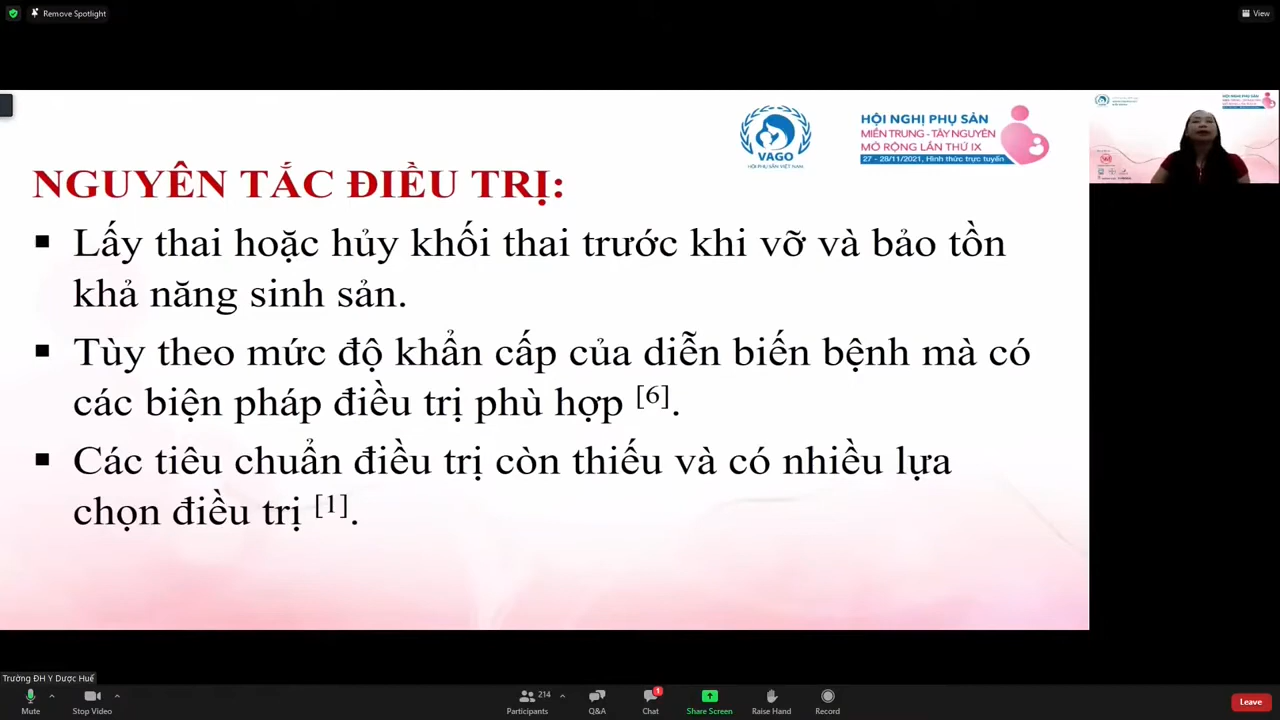 Remove Spotlight
View
VAGO
HỘI PHỤ SẢN VIỆT NAM
HỘI NGHỊ PHỤ SẢN
MIỀN TRUNG - TÂY NGUYÊN
MỞ RỘNG LẦN THỨ IX
27 - 28/11/2021, Hình thức trực tuyến
NGUYÊN TẮC ĐIỀU TRỊ:
▪ Lấy thai hoặc hủy khối thai trước khi vỡ và bảo tồn
khả năng sinh sản.
▪ Tùy theo mức độ khẩn cấp của diễn biến bệnh mà có
các biện pháp điều trị phù hợp [6].
▪ Các tiêu chuẩn điều trị còn thiếu và có nhiều lựa
chọn điều trị [1].
Trường ĐH Y Dược Huế
Mute
Stop Video
214
Participants
Q&A
1
Chat
Share Screen
Raise Hand
Record
Leave